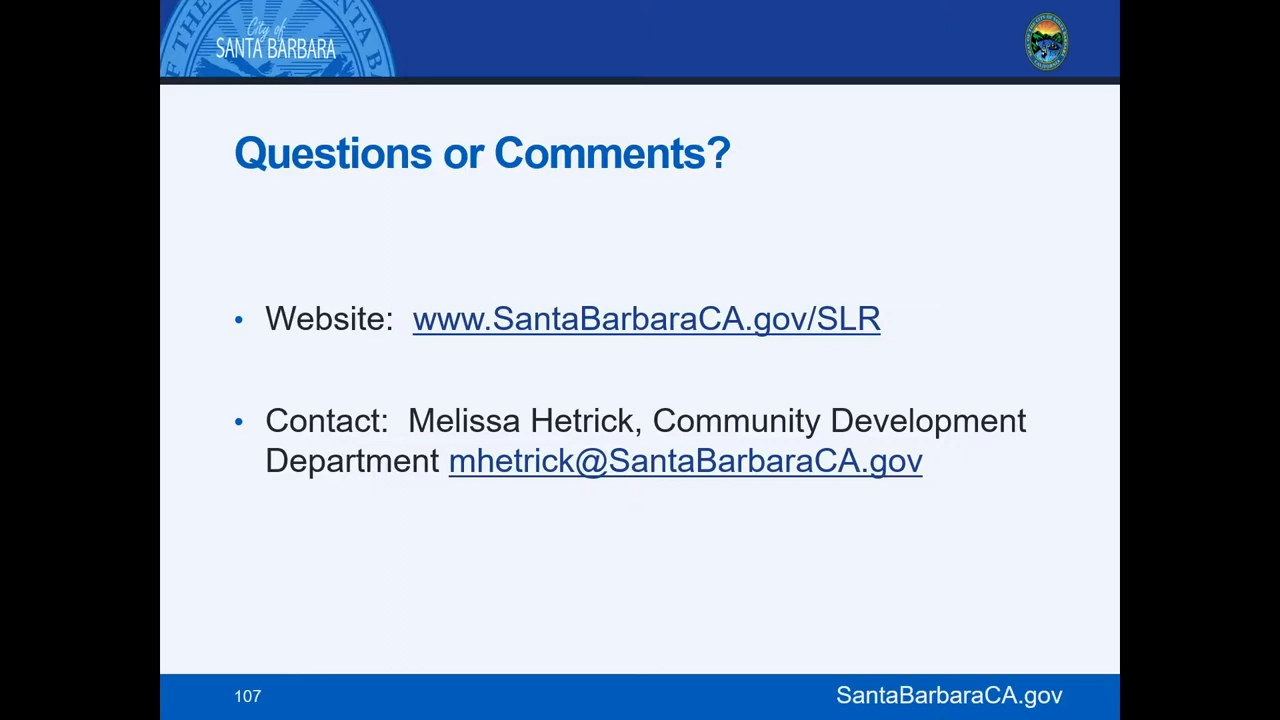 City of
SANTA BARBARA
Questions or Comments?
• Website: www.SantaBarbaraCA.gov/SLR
• Contact: Melissa Hetrick, Community Development
Department mhetrick@SantaBarbaraCA.gov
107
SantaBarbaraCA.gov